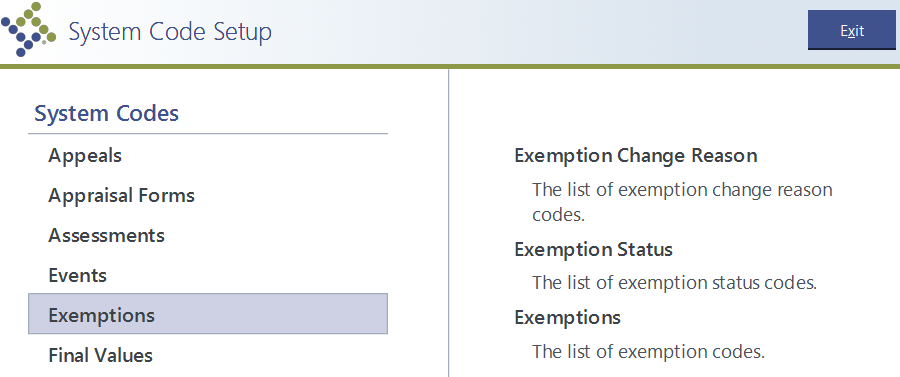 System Code Setup
Exit
System Codes
Appeals
Appraisal Forms
Assessments
Events
Exemptions
Final Values
Exemption Change Reason
The list of exemption change reason
codes.
Exemption Status
The list of exemption status codes.
Exemptions
The list of exemption codes.